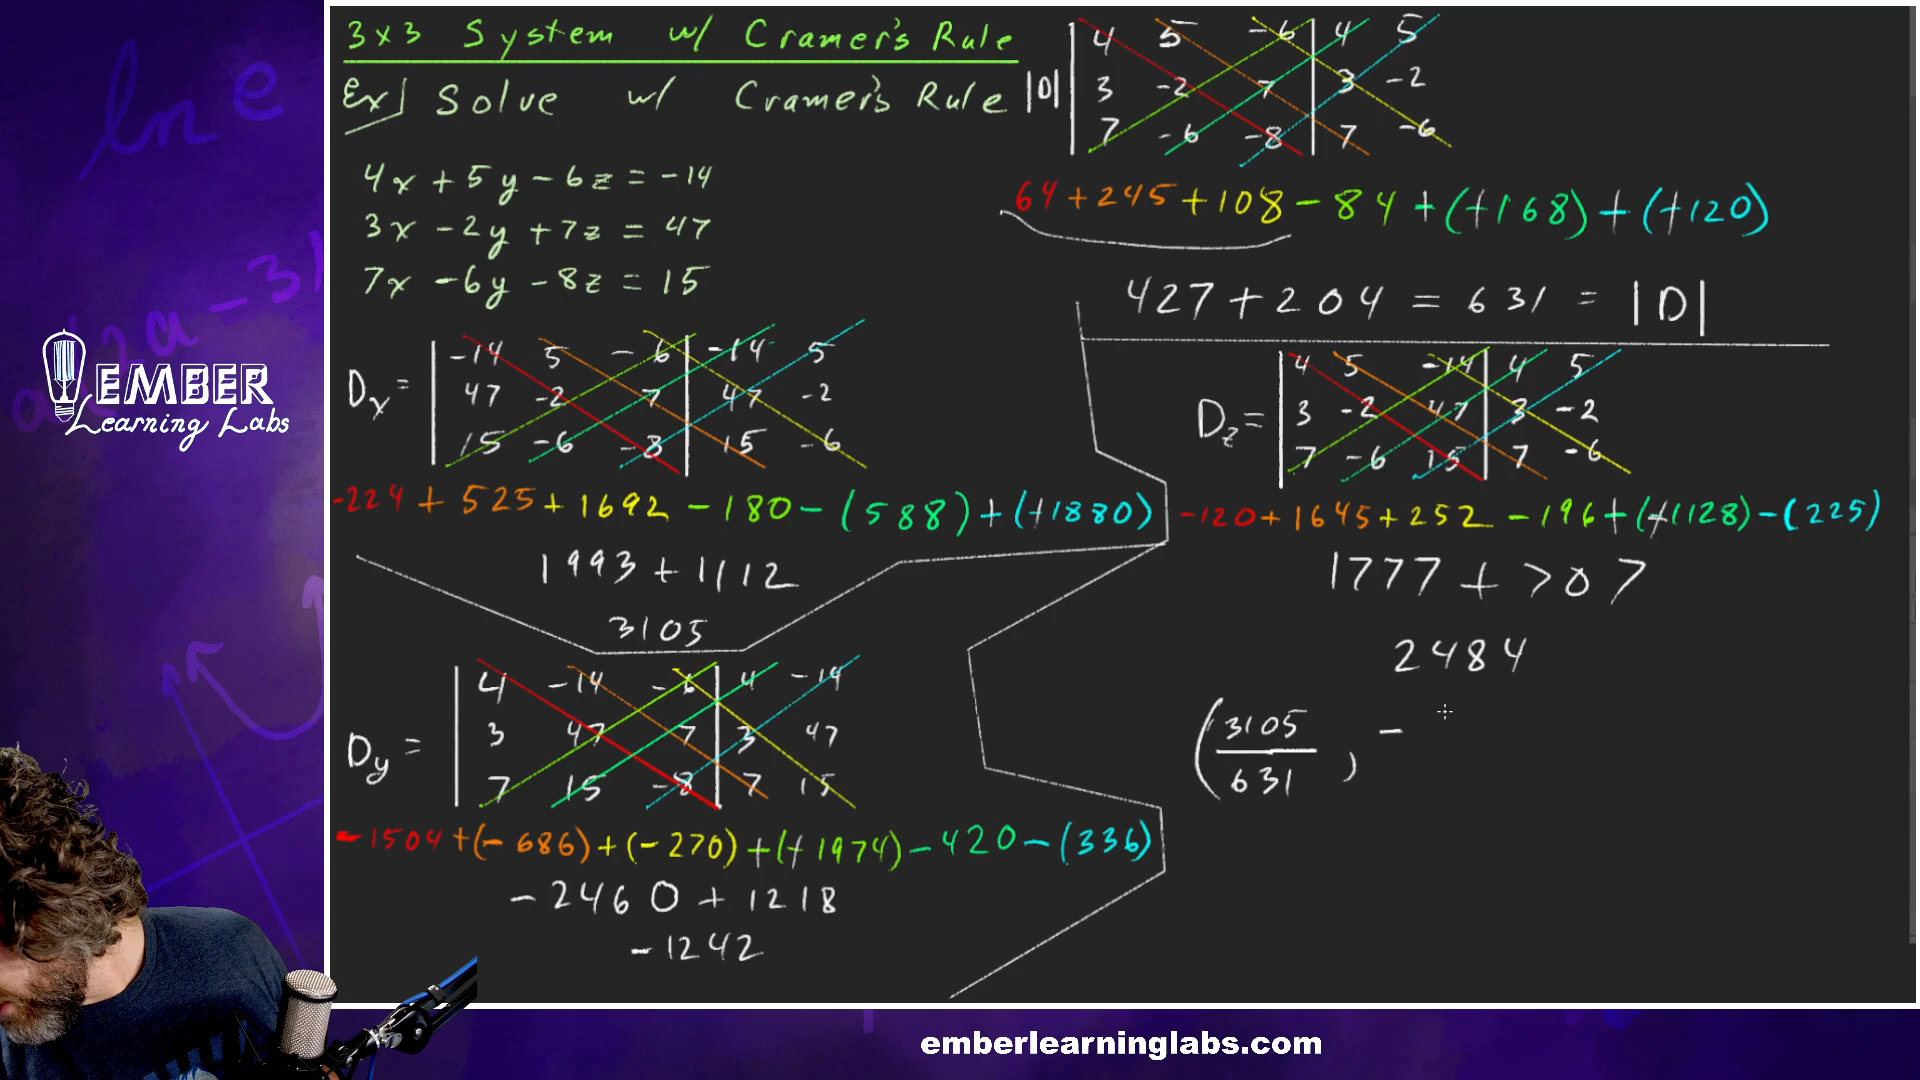 3x3 System w/ Cramer's Rule
Ex] Solve w/ Cramer's Rule
4x + 5y - 6z = -14
3x - 2y + 7z = 47
7x - 6y - 8z = 15
|D| 4 5 -6 4 5
3 -2 7 3 -2
7 -6 -8 7 -6
64 + 245 + 108 - 84 + (+168) + (+120)
427 + 204 = 631 = |D|
Dx = -14 5 -6 -14 5
47 -2 7 47 -2
15 -6 -8 15 -6
-224 + 525 + 1692 - 180 - (588) + (+1880)
1993 + 1112
3105
Dy = 4 -14 -6 4 -14
3 47 7 3 47
7 15 -8 7 15
-1504 + (-686) + (-270) + (+1974) - 420 - (336)
-2460 + 1218
-1242
Dz = 4 5 -14 4 5
3 -2 47 3 -2
7 -6 15 7 -6
-120 + 1645 + 252 - 196 + (+1128) - (225)
1777 + 707
2484
(3105/631, -
ln e
EMBER
Learning Labs
emberlearninglabs.com